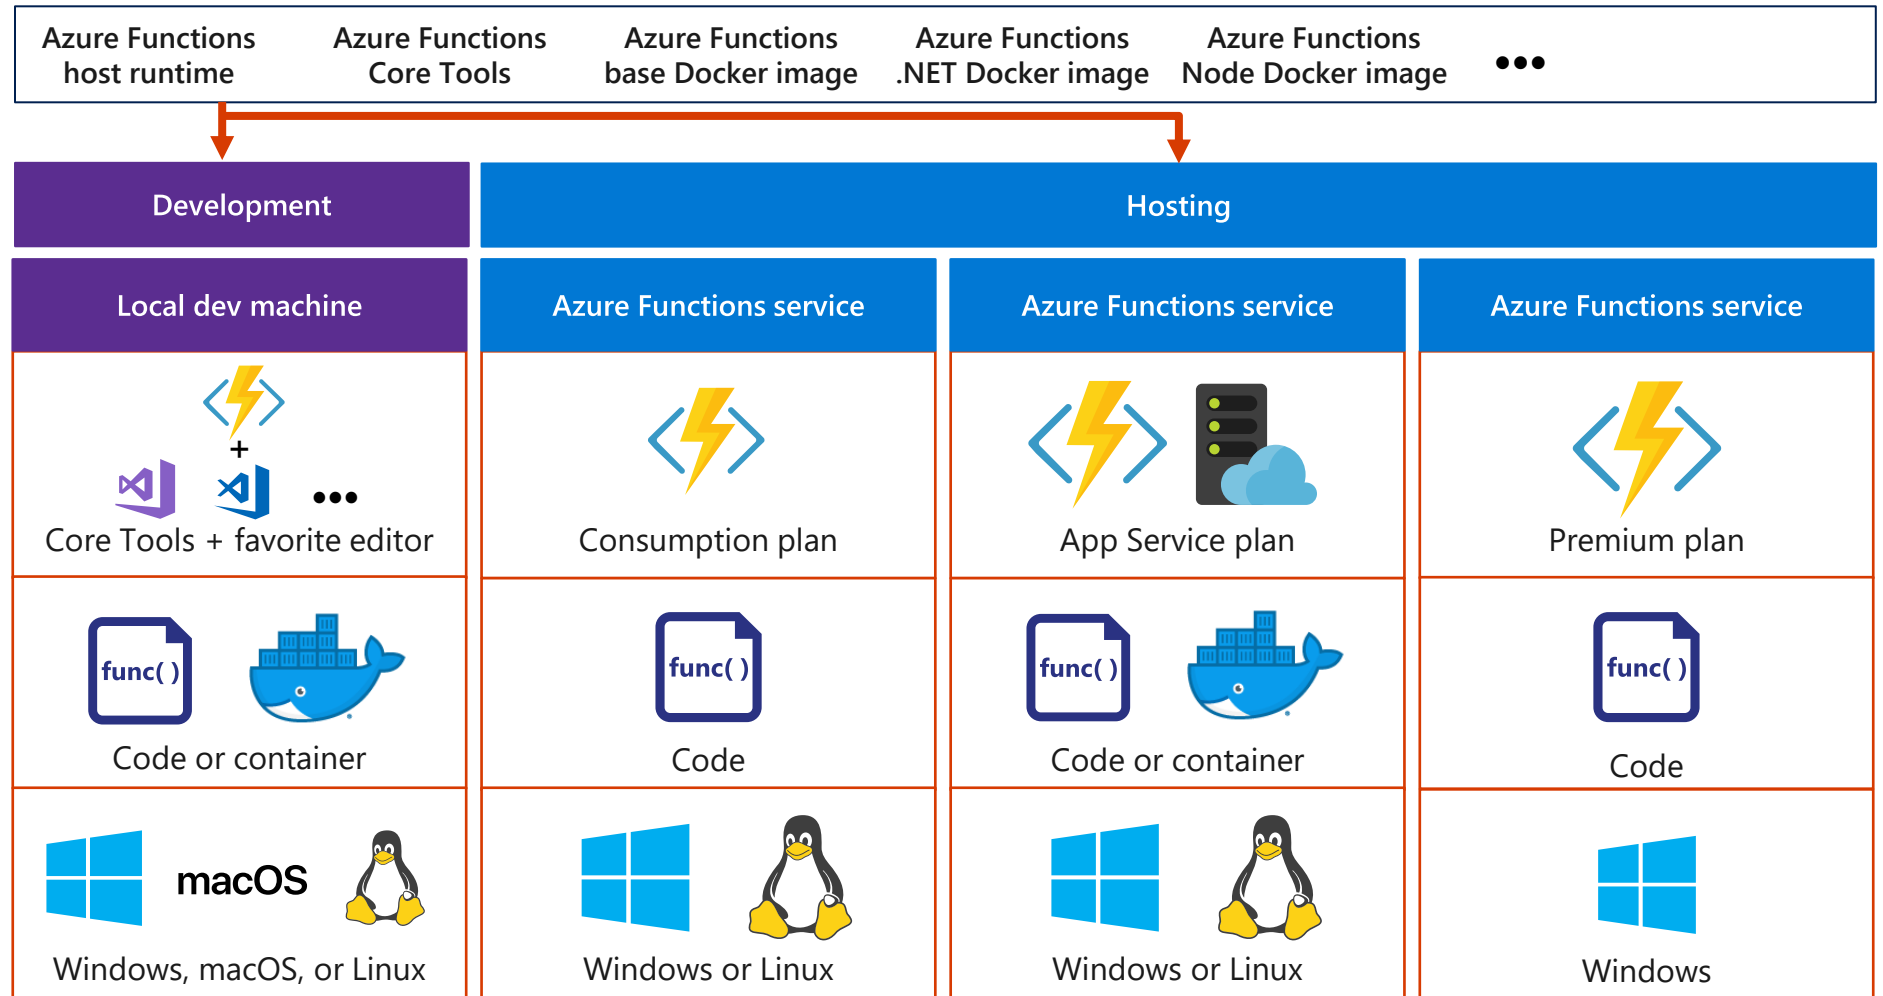 Azure Functions
host runtime
Azure Functions
Core Tools
Azure Functions
base Docker image
Azure Functions
.NET Docker image
Azure Functions
Node Docker image
•••
Development
Hosting
Local dev machine
Azure Functions service
Azure Functions service
Azure Functions service
+
•••
Core Tools + favorite editor
Consumption plan
App Service plan
Premium plan
func( )
func( )
func( )
func( )
Code or container
Code
Code or container
Code
macOS
Windows, macOS, or Linux
Windows or Linux
Windows or Linux
Windows